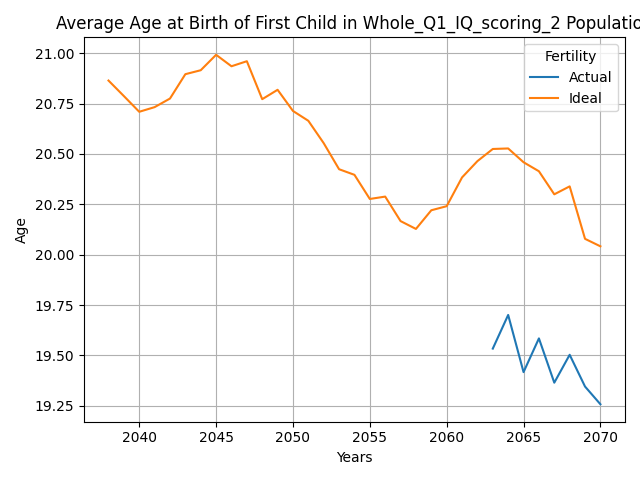 Average Age at Birth of First Child in Whole_Q1_IQ_scoring_2 Populatio
Fertility
Actual
Ideal
21.00
20.75
20.50
20.25
20.00
19.75
19.50
19.25
Age
2040 2045 2050 2055 2060 2065 2070
Years